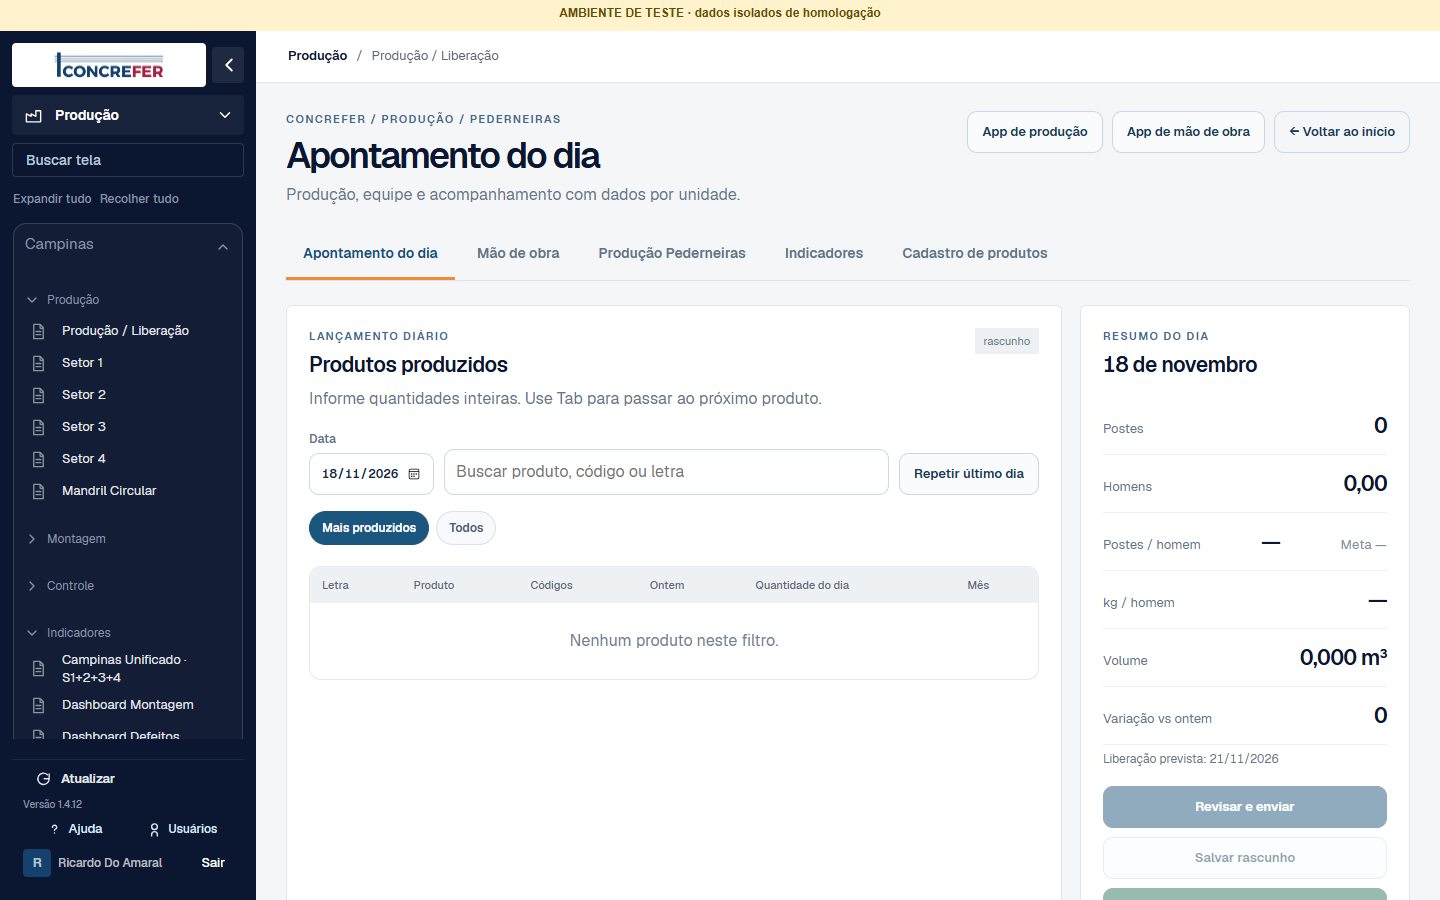 AMBIENTE DE TESTE · dados isolados de homologação
CONCREFER
Produção
Buscar tela
Expandir tudo Recolher tudo
Campinas
Produção
Produção / Liberação
Setor 1
Setor 2
Setor 3
Setor 4
Mandril Circular
Montagem
Controle
Indicadores
Campinas Unificado ·
S1+2+3+4
Dashboard Montagem
Dashboard Defeitos
Atualizar
Versão 1.4.12
? Ajuda Usuários
R Ricardo Do Amaral Sair
Produção / Produção / Liberação
CONCREFER / PRODUÇÃO / PEDERNEIRAS
Apontamento do dia
Produção, equipe e acompanhamento com dados por unidade.
App de produção App de mão de obra ← Voltar ao início
Apontamento do dia Mão de obra Produção Pederneiras Indicadores Cadastro de produtos
LANÇAMENTO DIÁRIO
rascunho
Produtos produzidos
Informe quantidades inteiras. Use Tab para passar ao próximo produto.
Data
18/11/2026 Buscar produto, código ou letra Repetir último dia
Mais produzidos Todos
Letra Produto Códigos Ontem Quantidade do dia Mês
Nenhum produto neste filtro.
RESUMO DO DIA
18 de novembro
Postes 0
Homens 0,00
Postes / homem — Meta —
kg / homem —
Volume 0,000 m³
Variação vs ontem 0
Liberação prevista: 21/11/2026
Revisar e enviar
Salvar rascunho